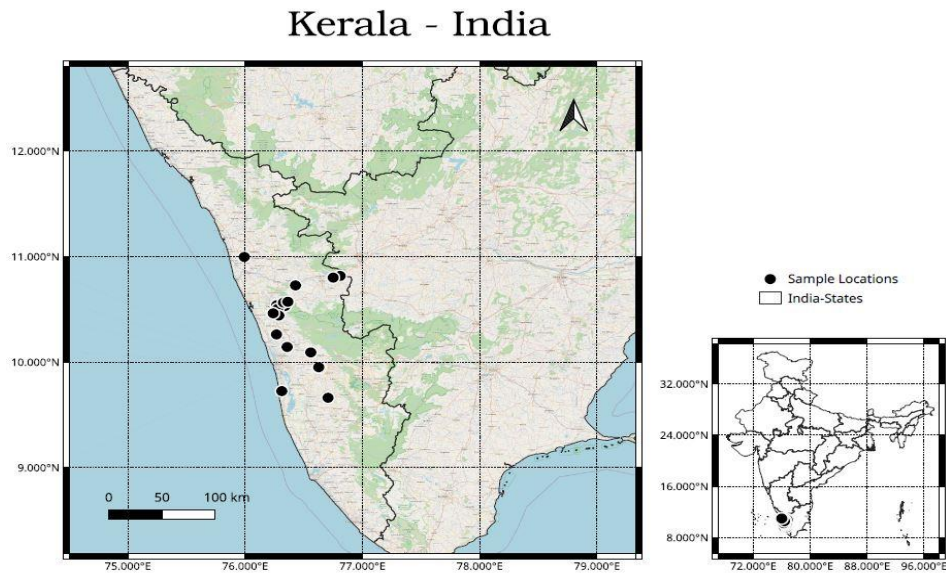 Kerala - India
12.000°N
11.000°N
10.000°N
9.000°N
0 50 100 km
75.000°E 76.000°E 77.000°E 78.000°E 79.000°E
Sample Locations
India-States
32.000°N
24.000°N
16.000°N
8.000°N
72.000°E 80.000°E 88.000°E 96.000°E